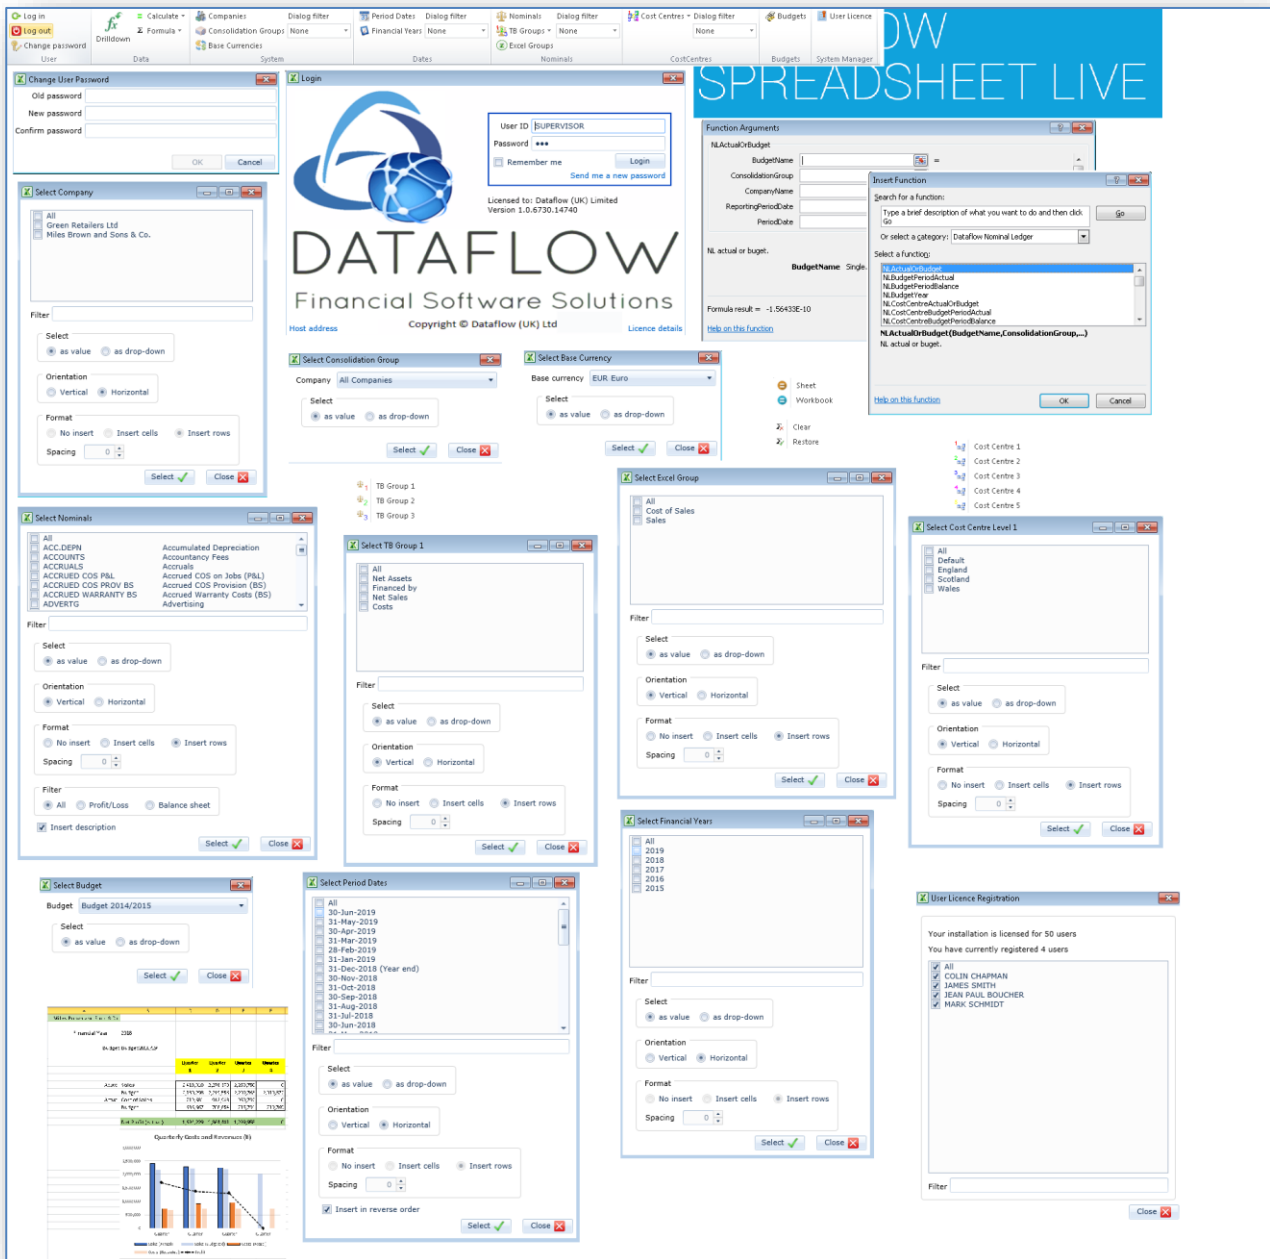 Log in
Log out
Change password
User
Drilldown
Calculate
Formula
Data
Companies
Consolidation Groups
Base Currencies
Dialog filter
None
System
Period Dates
Financial Years
Dialog filter
None
Dates
Nominals
TB Groups
Excel Groups
Dialog filter
None
Nominals
Cost Centres
Dialog filter
None
CostCentres
Budgets
Budgets
User Licence
System Manager
OW
SPREADSHEET LIVE
Change User Password
Old password
New password
Confirm password
OK Cancel
Login
User ID SUPERVISOR
Password
Remember me Login
Send me a new password
Licensed to: Dataflow (UK) Limited
Version 1.0.6730.14740
DATAFLOW
Financial Software Solutions
Copyright © Dataflow (UK) Ltd
Host address Licence details
Function Arguments
NLActualOrBudget
BudgetName =
ConsolidationGroup
CompanyName
ReportingPeriodDate
PeriodDate
NL actual or buget.
BudgetName Single.
Formula result = -1.56433E-10
Help on this function
Insert Function
Search for a function:
Type a brief description of what you want to do and then click
Go
Go
Or select a category: Dataflow Nominal Ledger
Select a function:
NLActualOrBudget
NLBudgetPeriodActual
NLBudgetPeriodBalance
NLBudgetYear
NLCostCentreActualOrBudget
NLCostCentreBudgetPeriodActual
NLCostCentreBudgetPeriodBalance
NLActualOrBudget(BudgetName,ConsolidationGroup,...)
NL actual or buget.
Help on this function
OK Cancel
Select Company
All
Green Retailers Ltd
Miles Brown and Sons & Co.
Filter
Select
as value as drop-down
Orientation
Vertical Horizontal
Format
No insert Insert cells Insert rows
Spacing 0
Select Close
Select Consolidation Group
Company All Companies
Select
as value as drop-down
Select Close
Select Base Currency
Base currency EUR Euro
Select
as value as drop-down
Select Close
Sheet
Workbook
Clear
Restore
Cost Centre 1
Cost Centre 2
Cost Centre 3
Cost Centre 4
Cost Centre 5
TB Group 1
TB Group 2
TB Group 3
Select Nominals
All
ACC.DEPN Accumulated Depreciation
ACCOUNTS Accountancy Fees
ACCRUALS Accruals
ACCRUED COS P&L Accrued COS on Jobs (P&L)
ACCRUED COS PROV BS Accrued COS Provision (BS)
ACCRUED WARRANTY BS Accrued Warranty Costs (BS)
ADVERTG Advertising
Filter
Select
as value as drop-down
Orientation
Vertical Horizontal
Format
No insert Insert cells Insert rows
Spacing 0
Filter
All Profit/Loss Balance sheet
Insert description
Select Close
Select TB Group 1
All
Net Assets
Financed by
Net Sales
Costs
Filter
Select
as value as drop-down
Orientation
Vertical Horizontal
Format
No insert Insert cells Insert rows
Spacing 0
Select Close
Select Excel Group
All
Cost of Sales
Sales
Filter
Select
as value as drop-down
Orientation
Vertical Horizontal
Format
No insert Insert cells Insert rows
Spacing 0
Select Close
Select Cost Centre Level 1
All
Default
England
Scotland
Wales
Filter
Select
as value as drop-down
Orientation
Vertical Horizontal
Format
No insert Insert cells Insert rows
Spacing 0
Select Close
Select Budget
Budget Budget 2014/2015
Select
as value as drop-down
Select Close
Select Period Dates
All
30-Jun-2019
31-May-2019
30-Apr-2019
31-Mar-2019
28-Feb-2019
31-Jan-2019
31-Dec-2018 (Year end)
30-Nov-2018
31-Oct-2018
30-Sep-2018
31-Aug-2018
31-Jul-2018
30-Jun-2018
Filter
Select
as value as drop-down
Orientation
Vertical Horizontal
Format
No insert Insert cells Insert rows
Spacing 0
Insert in reverse order
Select Close
Select Financial Years
All
2019
2018
2017
2016
2015
Filter
Select
as value as drop-down
Orientation
Vertical Horizontal
Format
No insert Insert cells Insert rows
Spacing 0
Select Close
User Licence Registration
Your installation is licensed for 50 users
You have currently registered 4 users
All
COLIN CHAPMAN
JAMES SMITH
JEAN PAUL BOUCHER
MARK SCHMIDT
Filter
Close
2018
Quarterly Costs and Revenues (B)